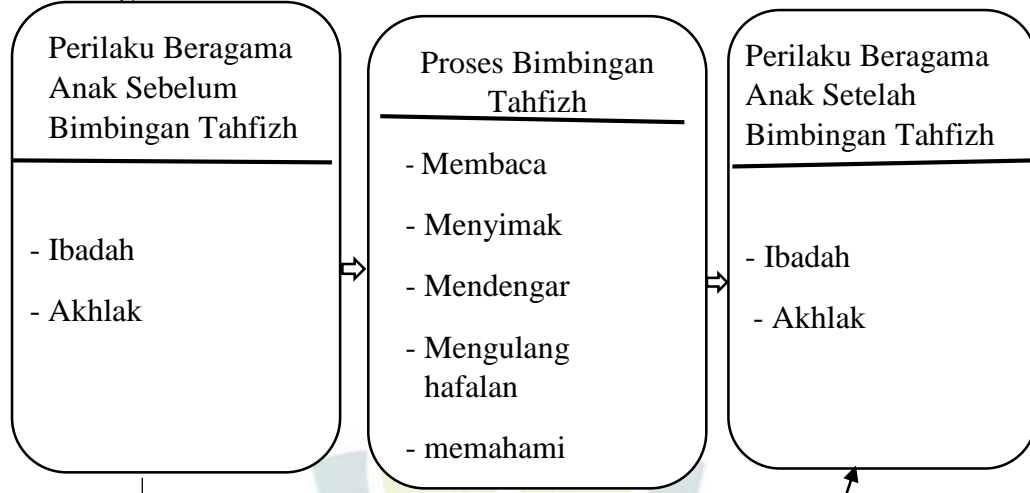 Perilaku Beragama
Anak Sebelum
Bimbingan Tahfizh
- Ibadah
- Akhlak
Proses Bimbingan
Tahfizh
- Membaca
- Menyimak
- Mendengar
- Mengulang
hafalan
- memahami
Perilaku Beragama
Anak Setelah
Bimbingan Tahfizh
- Ibadah
- Akhlak